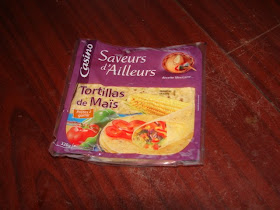 Casino
Saveurs
d'Ailleurs
Tortillas
de Maïs